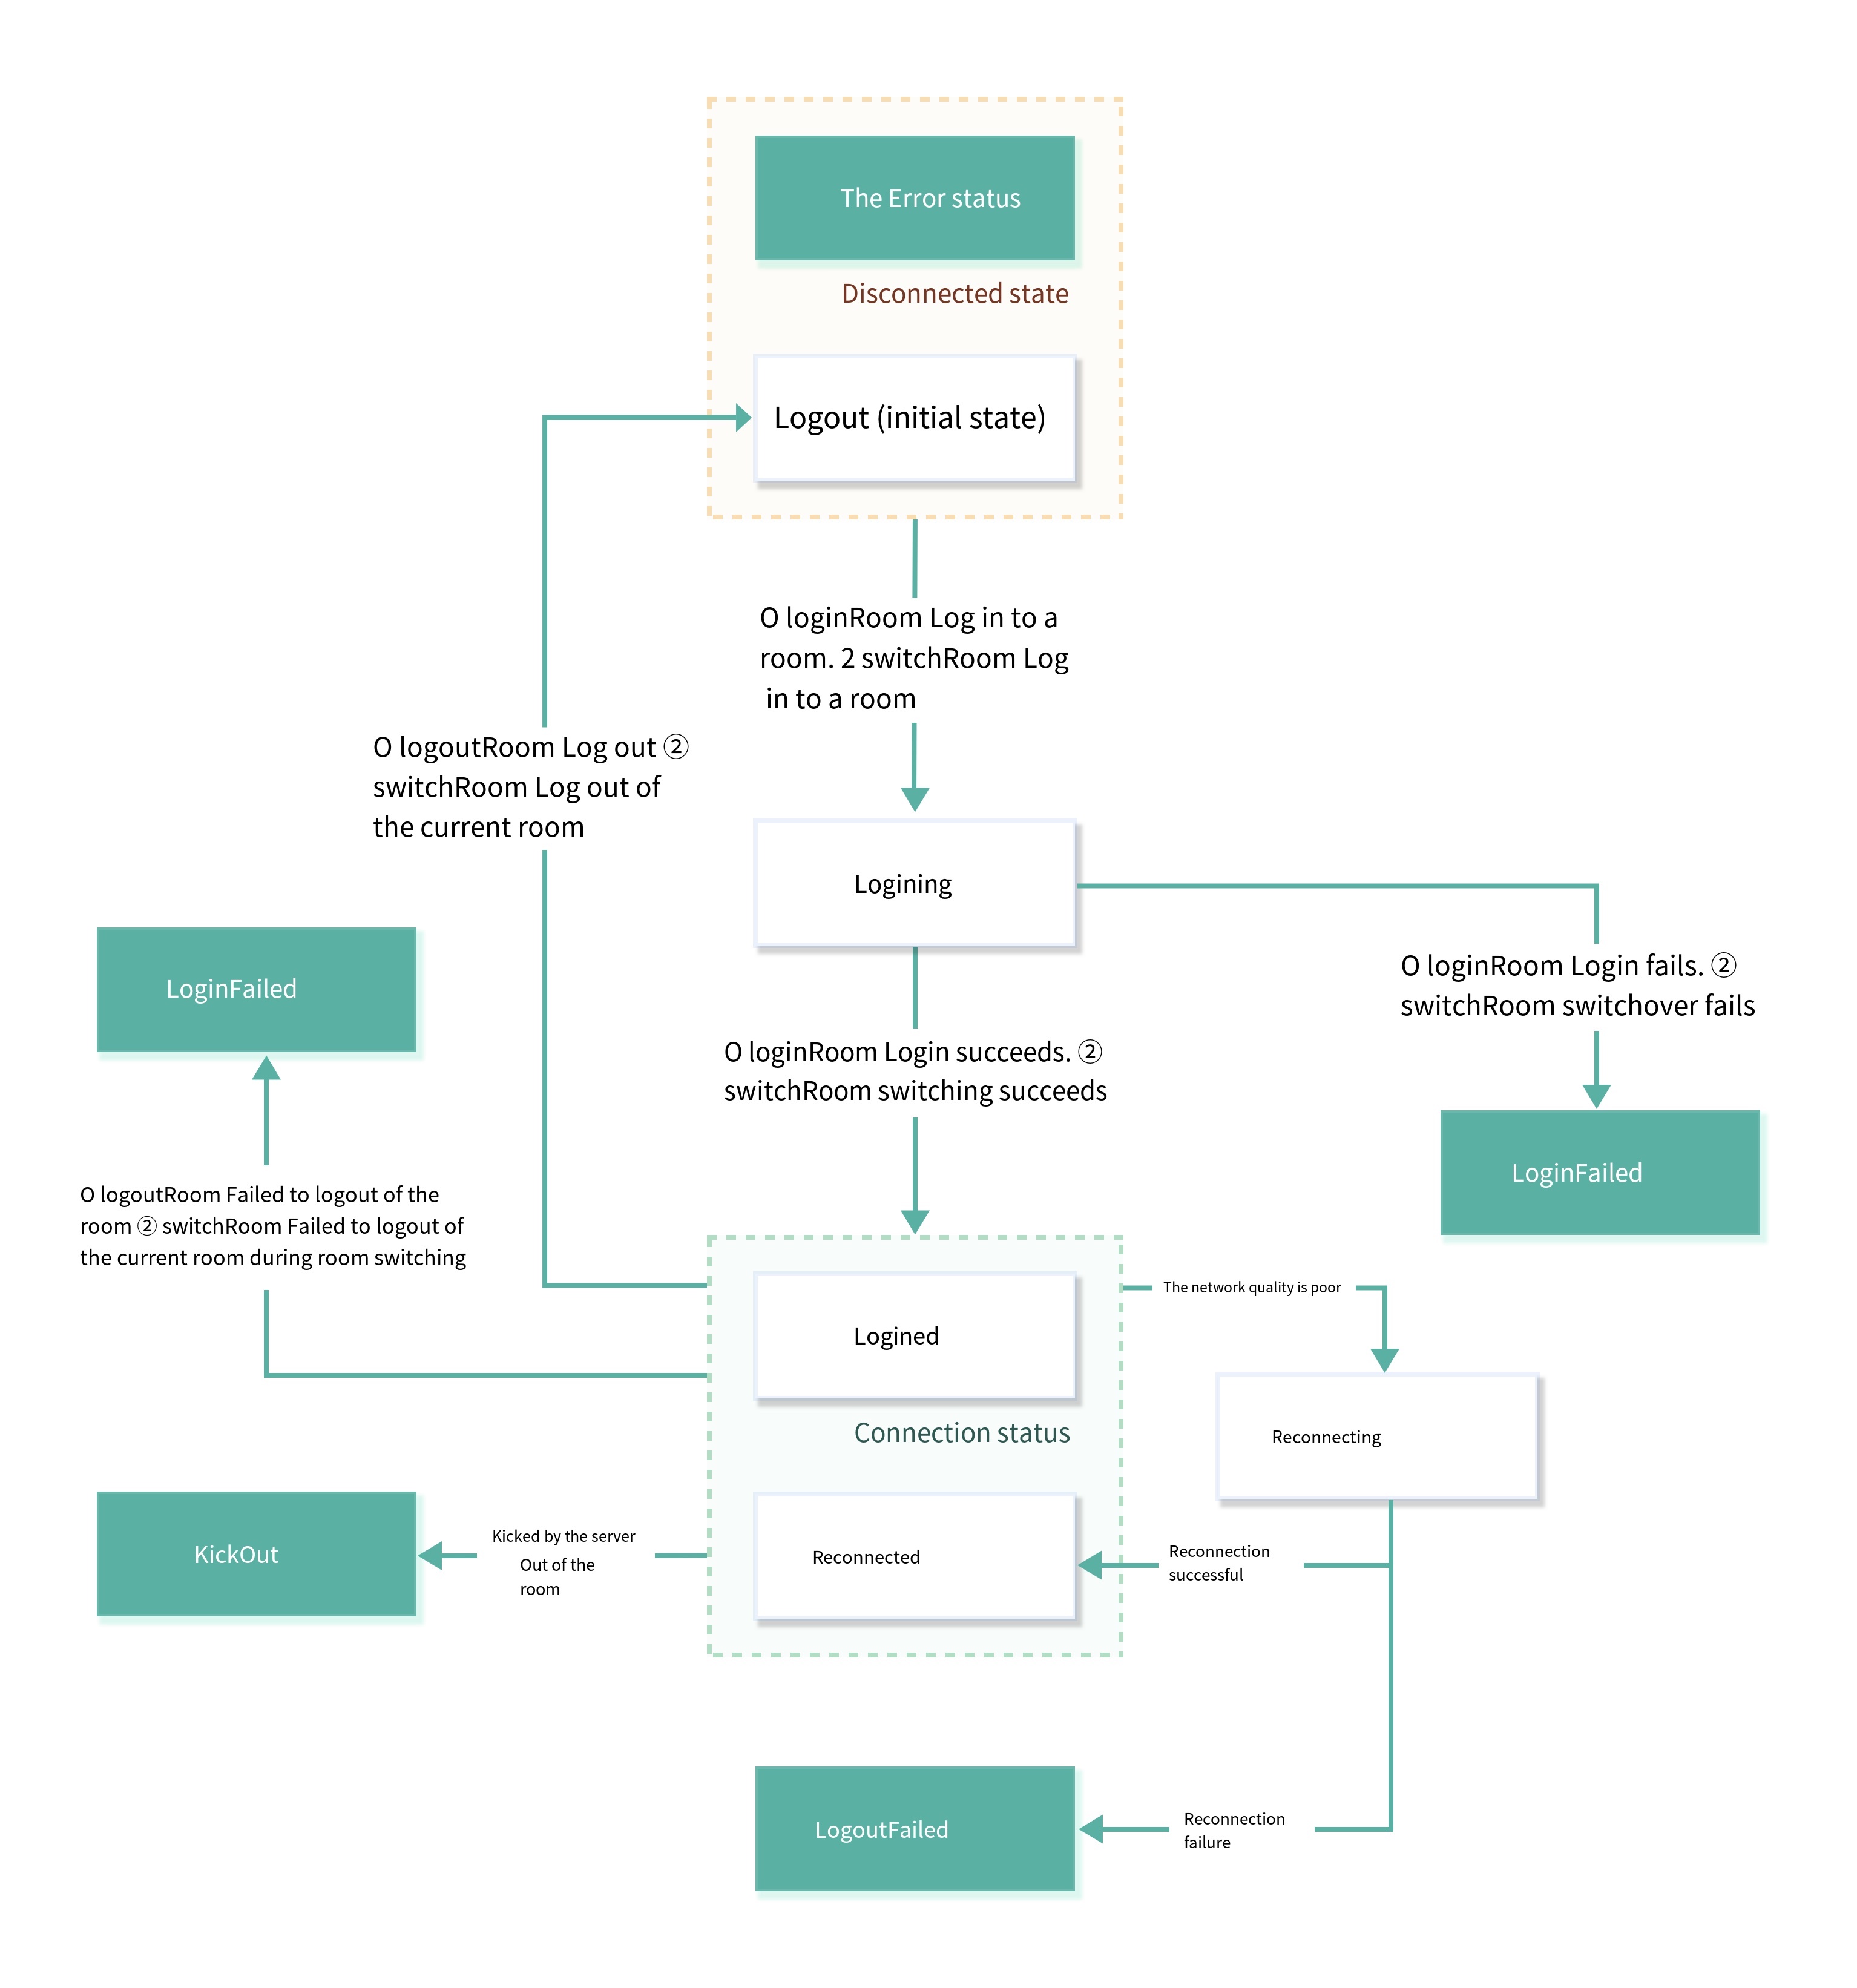 The Error status
Disconnected state
Logout (initial state)
O loginRoom Log in to a
room. 2 switchRoom Log
in to a room
O logoutRoom Log out ②
switchRoom Log out of
the current room
Logining
LoginFailed
O loginRoom Login fails. ②
switchRoom switchover fails
O loginRoom Login succeeds. ②
switchRoom switching succeeds
LoginFailed
O logoutRoom Failed to logout of the
room ② switchRoom Failed to logout of
the current room during room switching
The network quality is poor
Logined
Connection status
Reconnecting
KickOut
Kicked by the server
Out of the
room
Reconnected
Reconnection
successful
LogoutFailed
Reconnection
failure